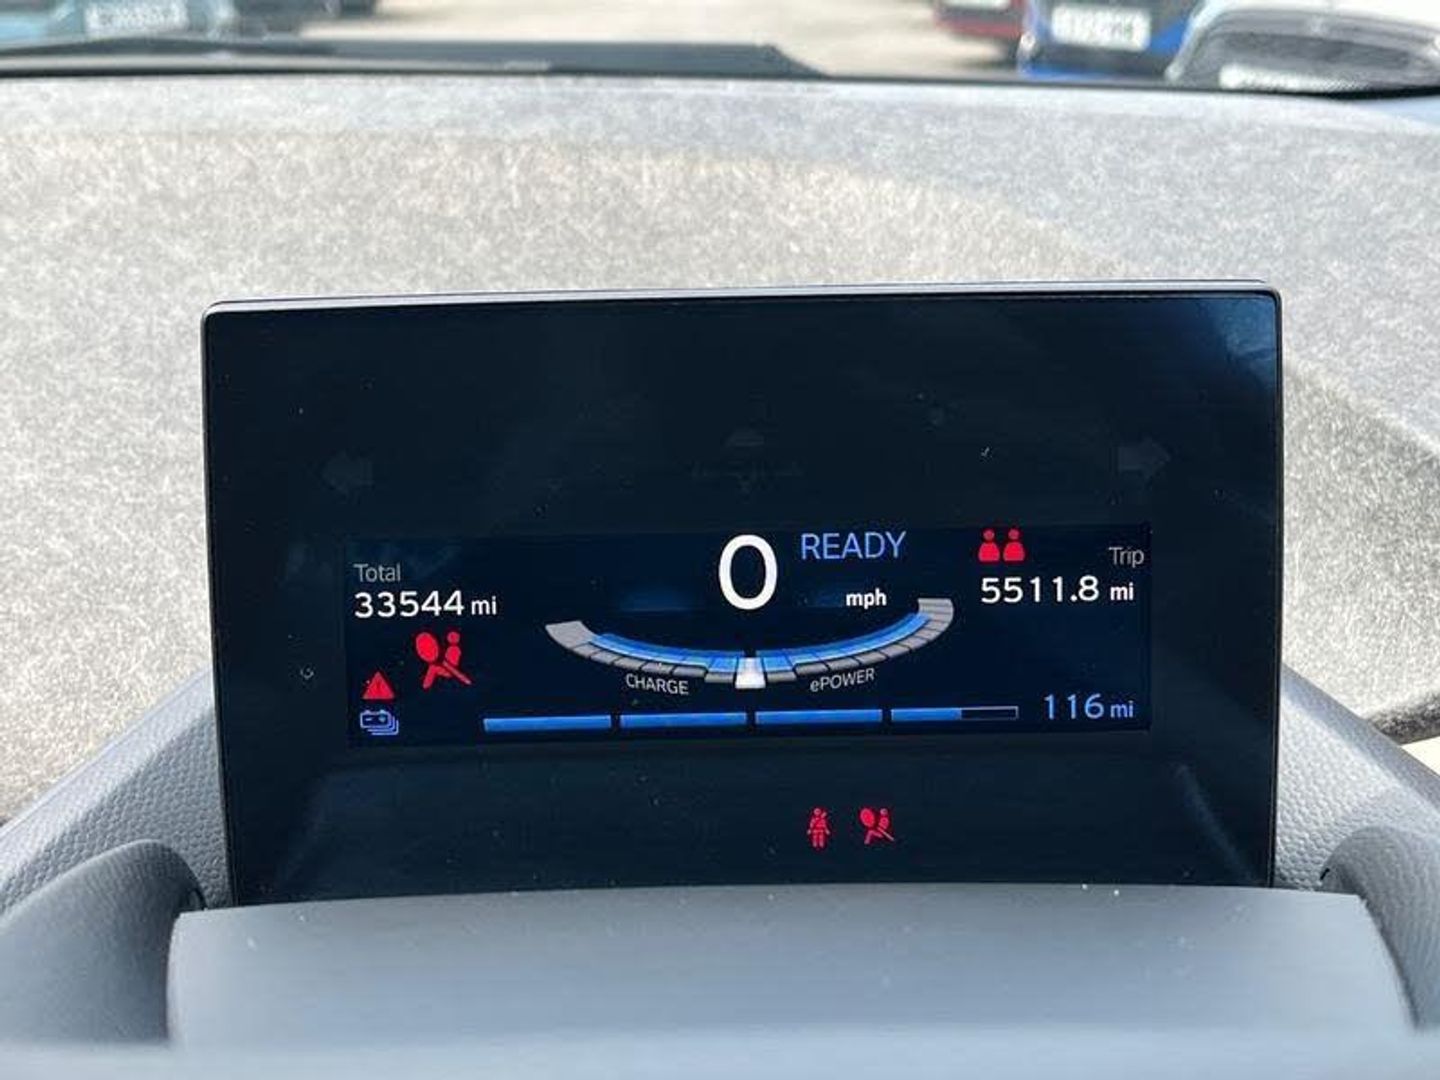 READY
0
mph
Total
33544 mi
Trip
5511.8 mi
CHARGE
ePOWER
116 mi